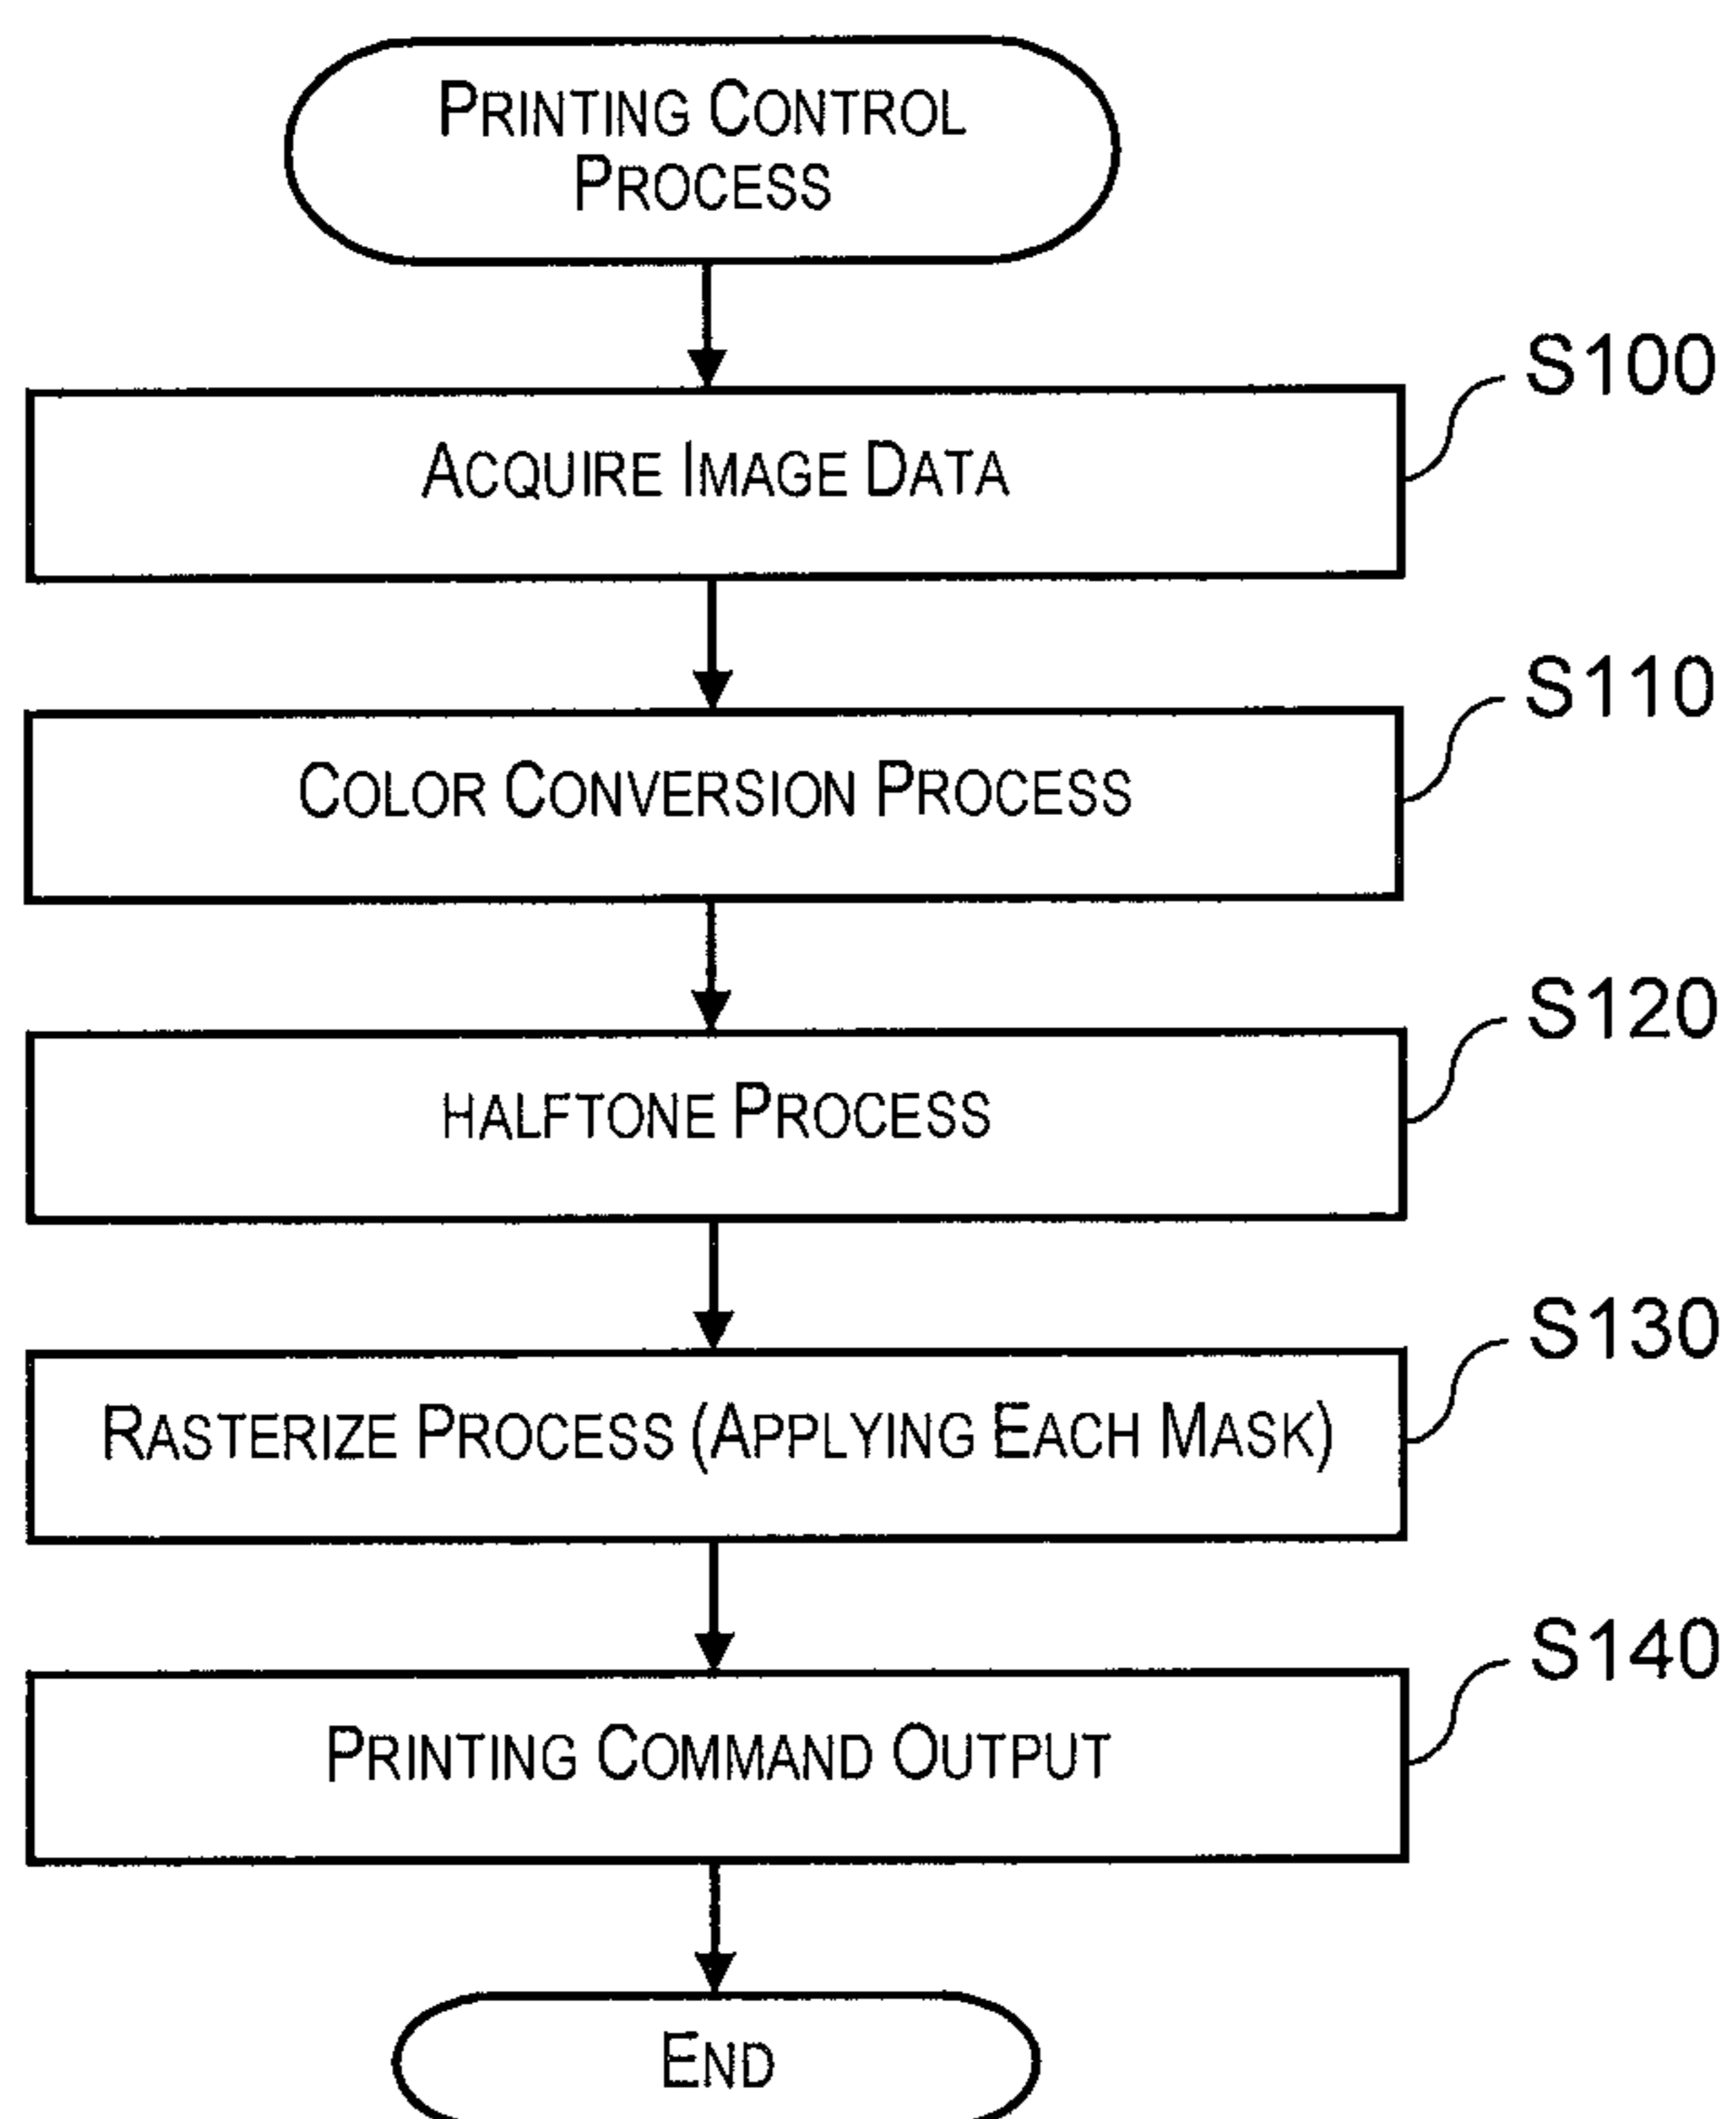 PRINTING CONTROL
PROCESS
S100
ACQUIRE IMAGE DATA
S110
COLOR CONVERSION PROCESS
S120
HALFTONE PROCESS
S130
RASTERIZE PROCESS (APPLYING EACH MASK)
S140
PRINTING COMMAND OUTPUT
END